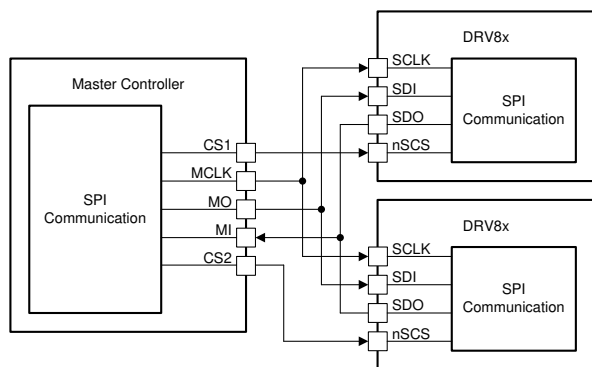 Master Controller
SPI
Communication
CS1
MCLK
MO
MI
CS2
DRV8x
SCLK
SDI
SDO
nSCS
SPI
Communication
DRV8x
SCLK
SDI
SDO
nSCS
SPI
Communication